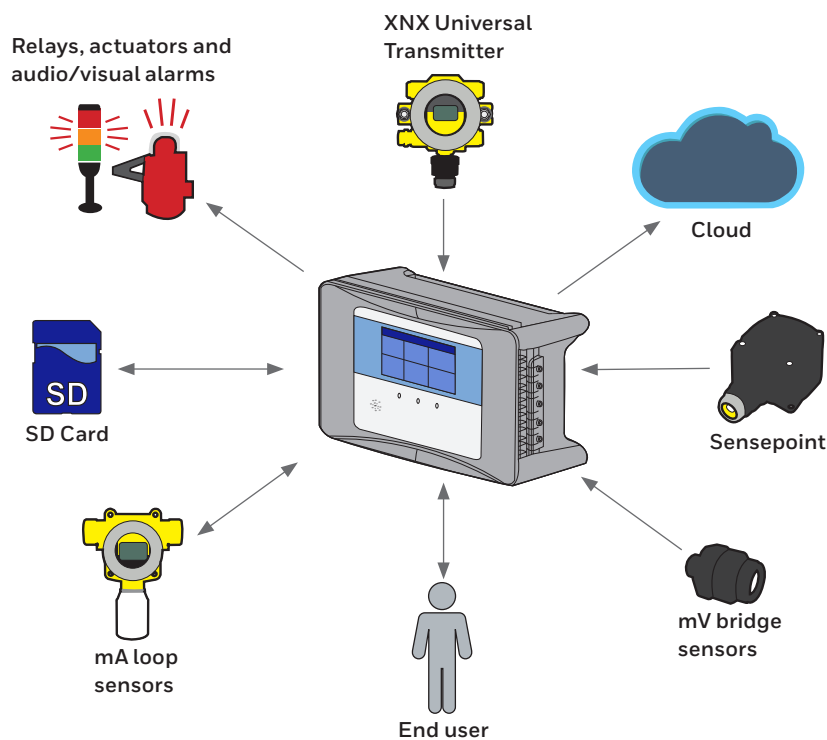 XNX Universal
Transmitter
Relays, actuators and
audio/visual alarms
Cloud
SD
SD Card
Sensepoint
mA loop
sensors
mV bridge
sensors
End user